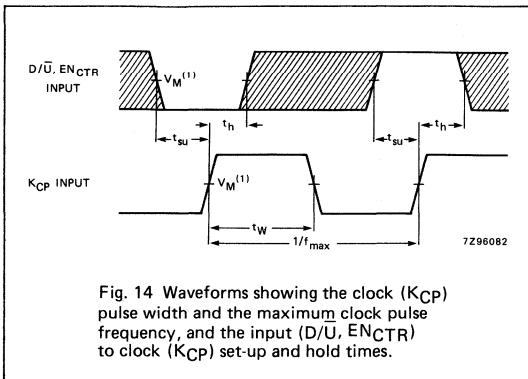 D/U̅, EN_CTR
INPUT
V_M(1)
t_h
t_su
t_su
t_h
K_CP INPUT
V_M(1)
t_W
1/f_max
7Z96082
Fig. 14 Waveforms showing the clock (K_CP)
pulse width and the maximum clock pulse
frequency, and the input (D/U̅, EN_CTR)
to clock (K_CP) set-up and hold times.